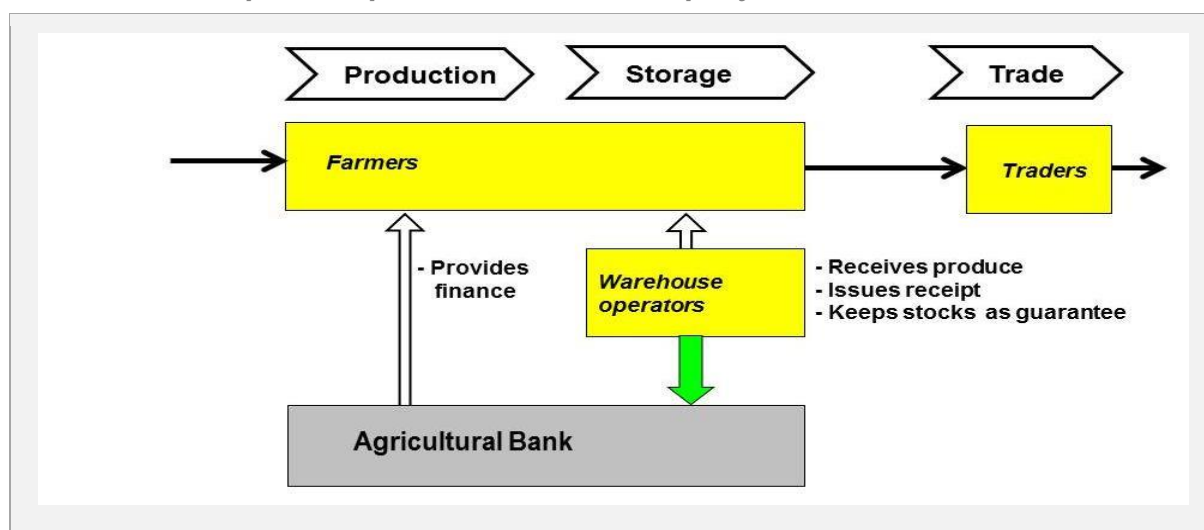 Production
Storage
Trade
Farmers
Traders
- Provides
finance
Warehouse
operators
- Receives produce
- Issues receipt
- Keeps stocks as guarantee
Agricultural Bank